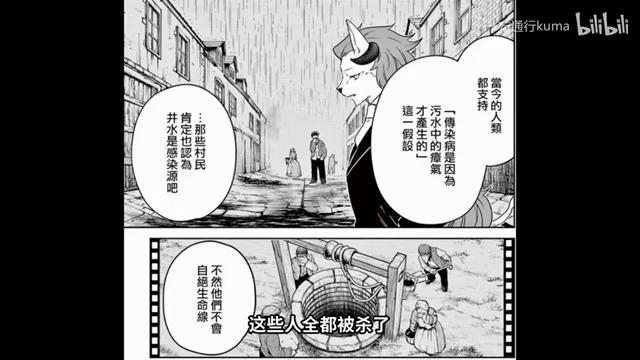 通行kuma
bilibili
當今的人類
都支持
「傳染病是因為
污水中的瘴氣
才產生的」
這一假設
…那些村民
肯定也認為
井水是感染源吧
不然他們不會
自絕生命線
这些人全都被杀了